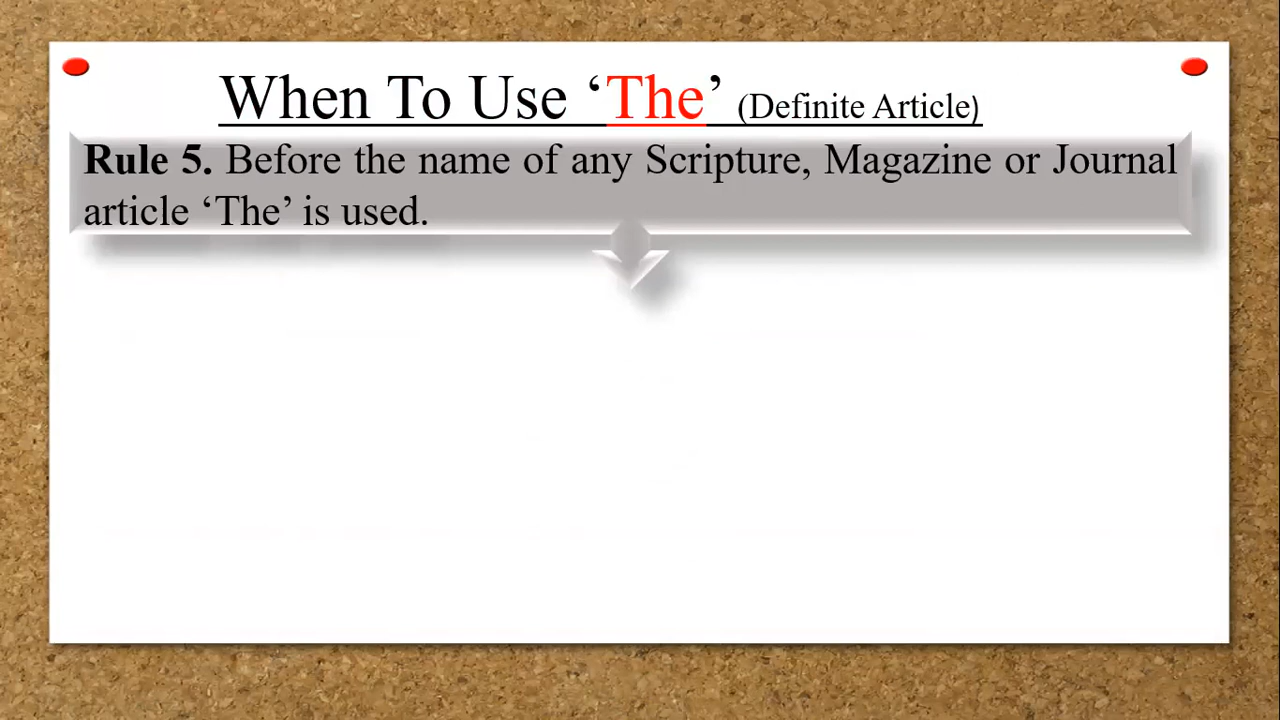 When To Use ‘The’ (Definite Article)
Rule 5. Before the name of any Scripture, Magazine or Journal
article ‘The’ is used.